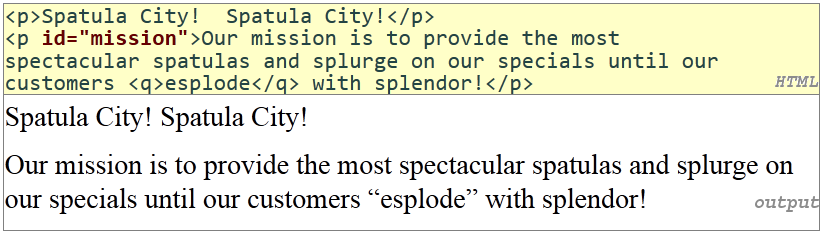 <p>Spatula City!  Spatula City!</p>
<p id="mission">Our mission is to provide the most
spectacular spatulas and splurge on our specials until our
customers <q>esplode</q> with splendor!</p>
HTML
Spatula City! Spatula City!
Our mission is to provide the most spectacular spatulas and splurge on
our specials until our customers “esplode” with splendor!
output